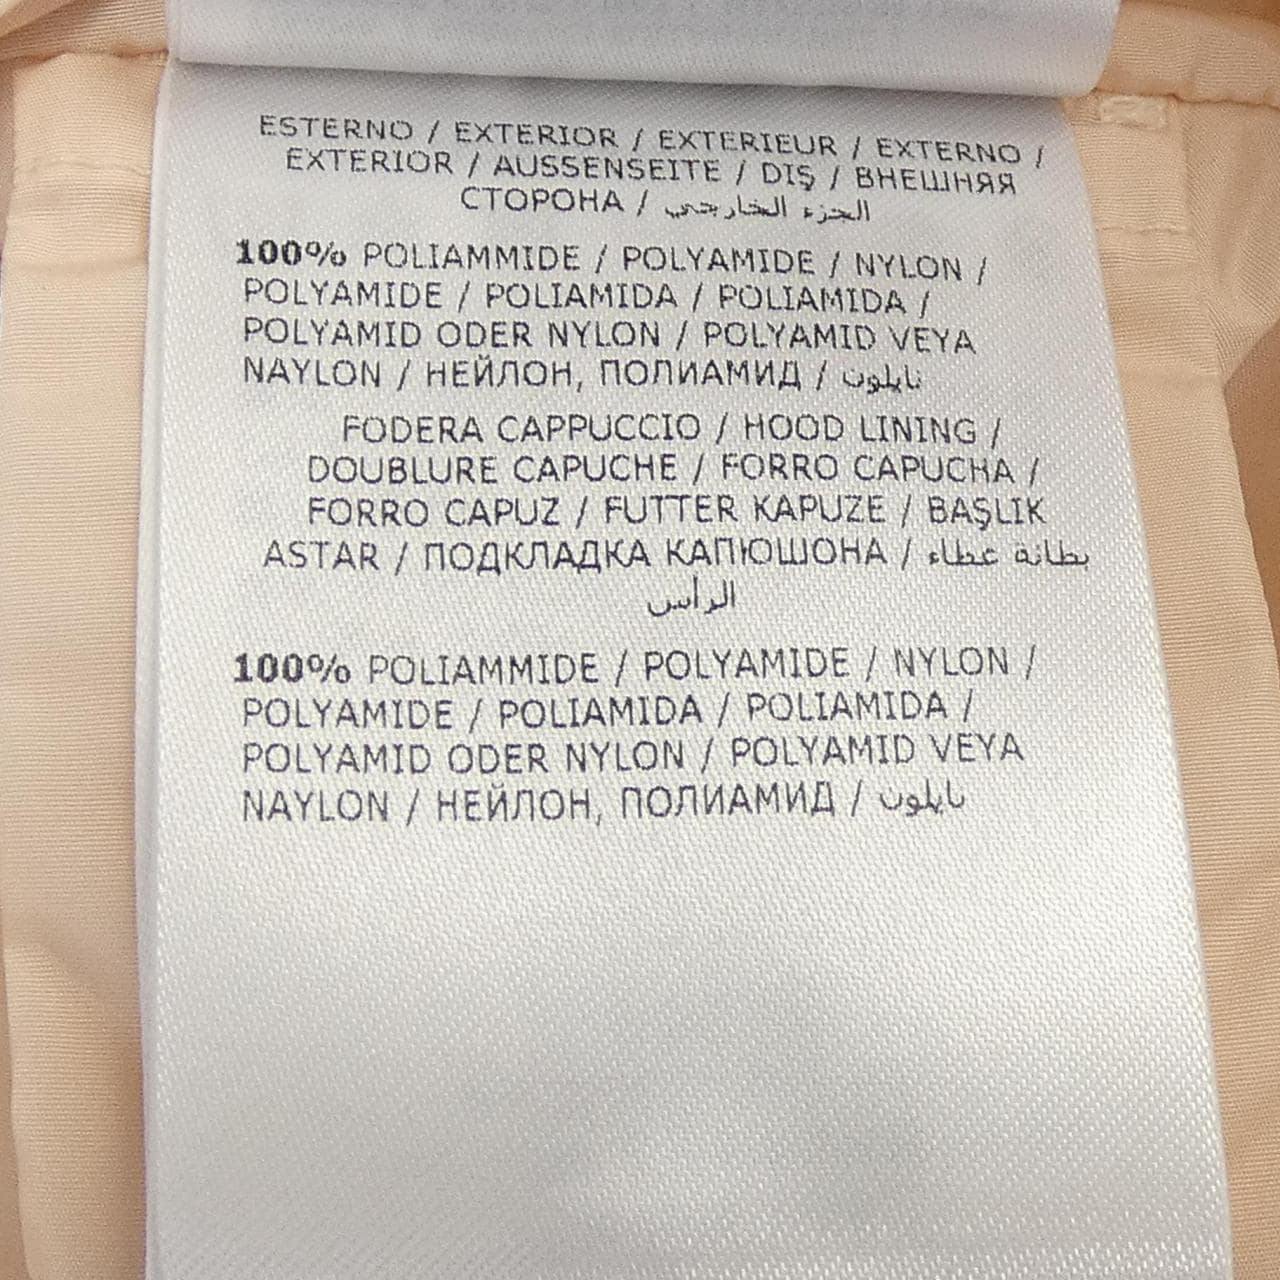 ESTERNO / EXTERIOR / EXTERIEUR / EXTERNO /
EXTERIOR / AUSSENSEITE / DIŞ / ВНЕШНЯЯ
СТОРОНА / الجزء الخارجي
100% POLIAMMIDE / POLYAMIDE / NYLON /
POLYAMIDE / POLIAMIDA / POLIAMIDA /
POLYAMID ODER NYLON / POLYAMID VEYA
NAYLON / НЕЙЛОН, ПОЛИАМИД / نايلون
FODERA CAPPUCCIO / HOOD LINING /
DOUBLURE CAPUCHE / FORRO CAPUCHA /
FORRO CAPUZ / FUTTER KAPUZE / BAŞLIK
ASTAR / ПОДКЛАДКА КАПЮШОНА / بطانة غطاء
الرأس
100% POLIAMMIDE / POLYAMIDE / NYLON /
POLYAMIDE / POLIAMIDA / POLIAMIDA /
POLYAMID ODER NYLON / POLYAMID VEYA
NAYLON / НЕЙЛОН, ПОЛИАМИД / نايلون